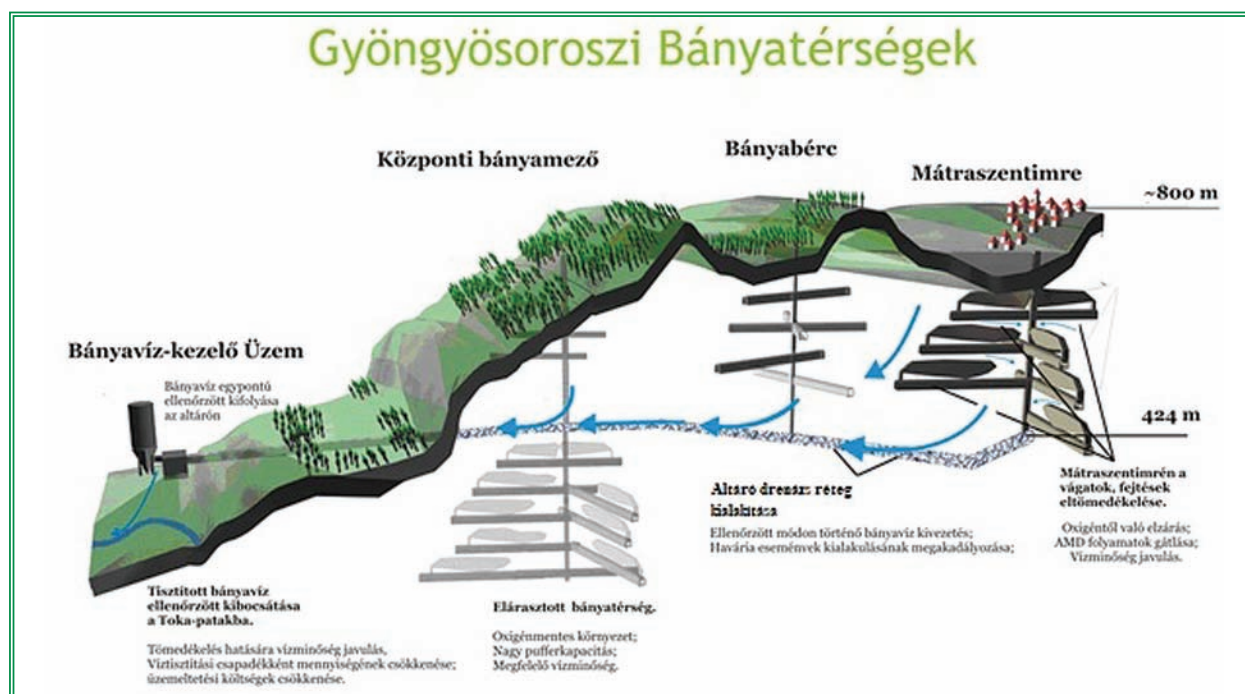 Gyöngyösoroszi Bányatérségek
Központi bányamező
Bányabérc
Mátraszentimre
~800 m
Bányavíz-kezelő Üzem
Bányavíz egypontú
ellenőrzött kifolyása
az altárón
424 m
Altáró drenázs réteg
kialakítása
Ellenőrzött módon történő bányavíz kivezetés;
Havária események kialakulásának megakadályozása;
Mátraszentimrén a
vágatok, fejtések
eltömedékelése.
Oxigéntől való elzárás;
AMD folyamatok gátlása;
Vízminőség javulás.
Tisztított bányavíz
ellenőrzött kibocsátása
a Toka-patakba.
Tömedékelés hatására vízminőség javulás,
Víztisztítási csapadékként mennyiségének csökkenése;
üzemeltetési költségek csökkenése.
Elárasztott bányatérség.
Oxigénmentes környezet;
Nagy pufferkapacitás;
Megfelelő vízminőség.